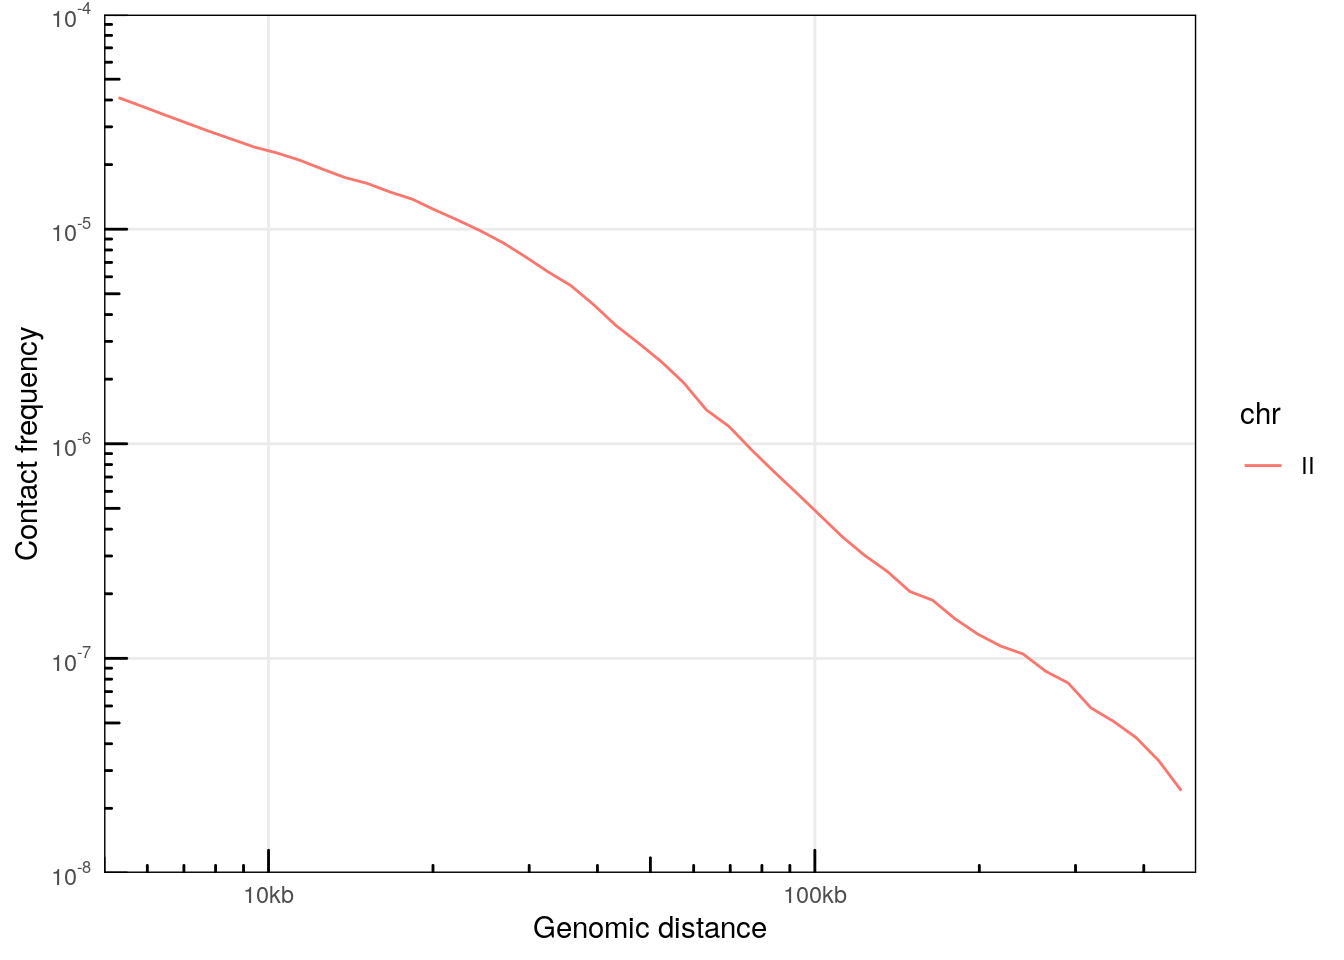 10⁻⁴
10⁻⁵
10⁻⁶
10⁻⁷
10⁻⁸
Contact frequency
10kb
100kb
Genomic distance
chr
II